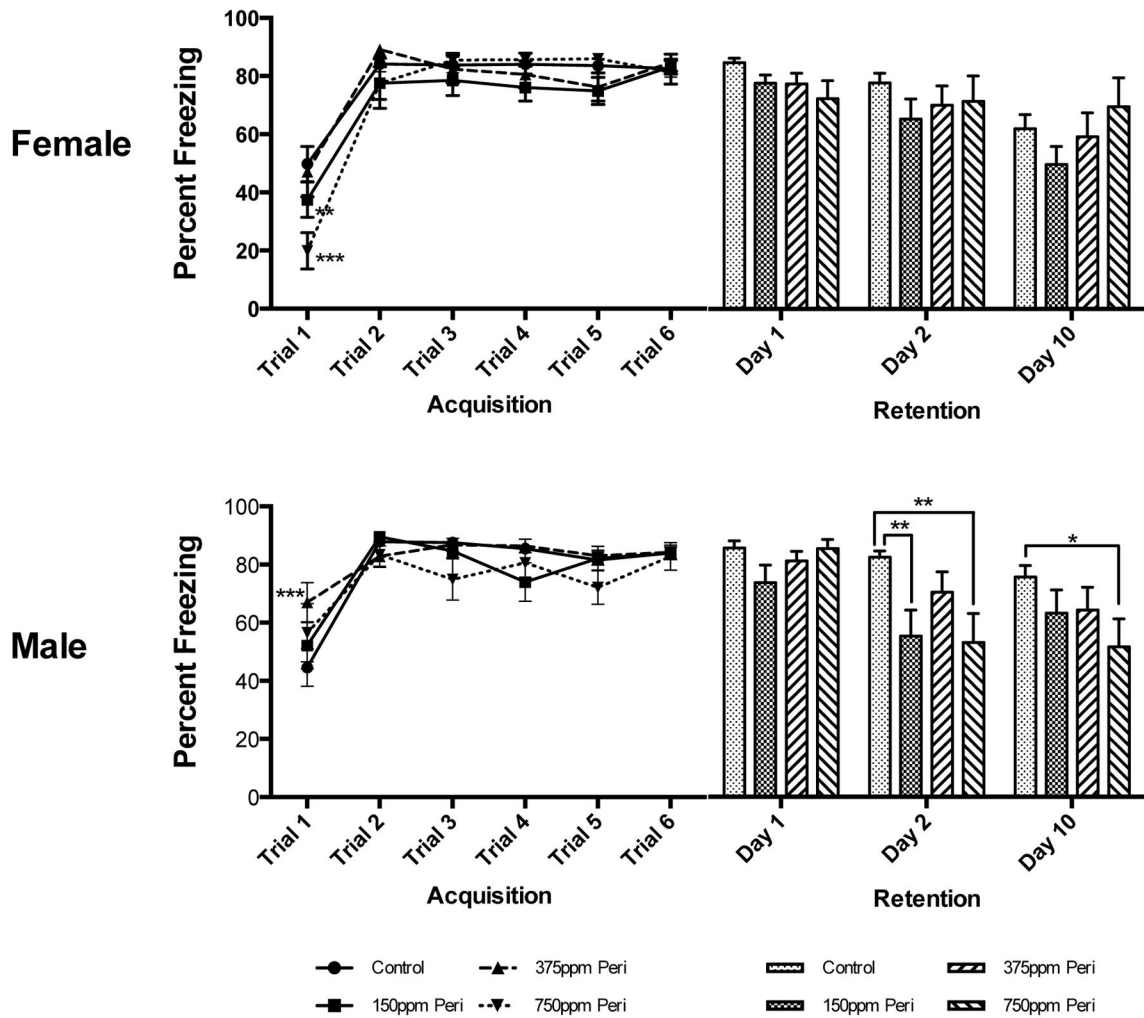 Female
Percent Freezing
100
80
60
40
20
0
**
***
Trial 1
Trial 2
Trial 3
Trial 4
Trial 5
Trial 6
Acquisition
Day 1
Day 2
Day 10
Retention
Male
Percent Freezing
100
80
60
40
20
0
***
**
**
*
Trial 1
Trial 2
Trial 3
Trial 4
Trial 5
Trial 6
Acquisition
Day 1
Day 2
Day 10
Retention
Control
375ppm Peri
150ppm Peri
750ppm Peri
Control
375ppm Peri
150ppm Peri
750ppm Peri